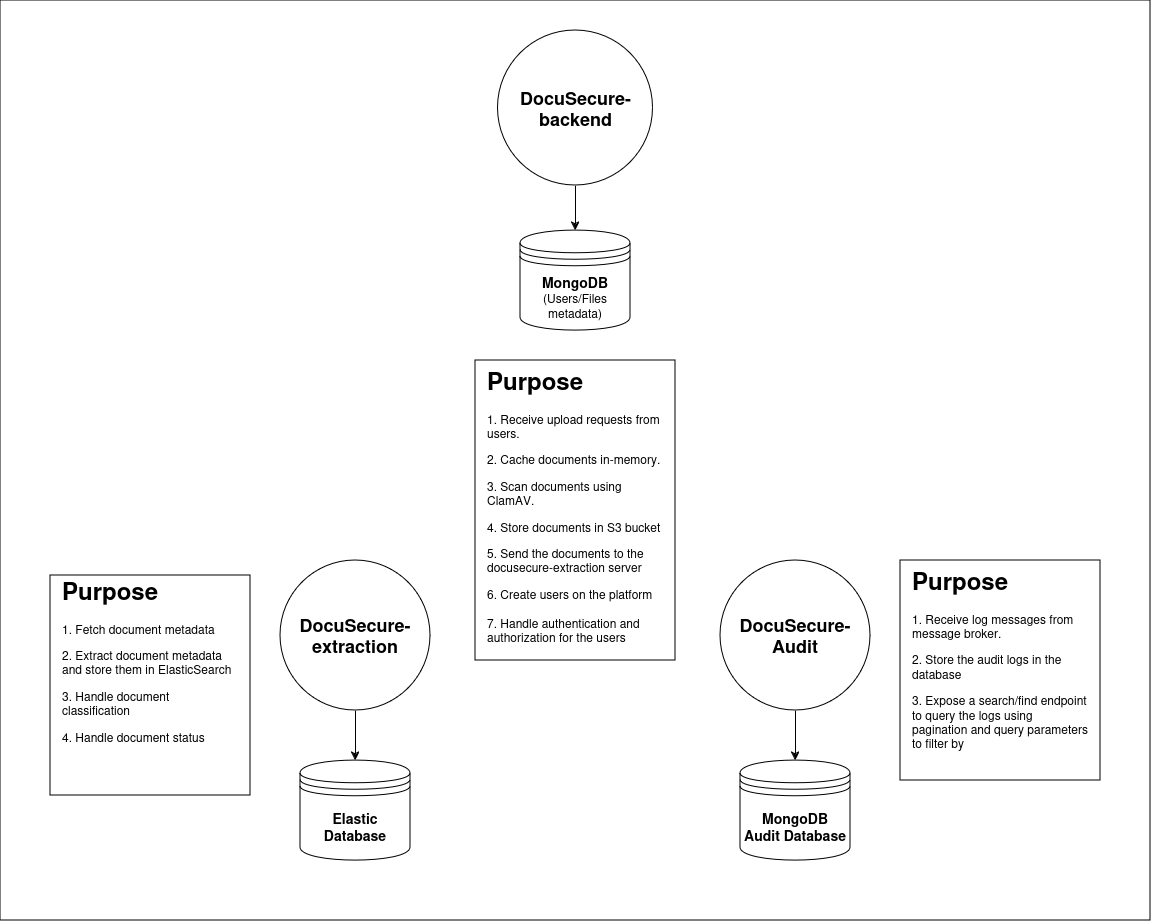 DocuSecure-
backend
MongoDB
(Users/Files
metadata)
Purpose
1. Receive upload requests from
users.
2. Cache documents in-memory.
3. Scan documents using
ClamAV.
4. Store documents in S3 bucket
5. Send the documents to the
docusecure-extraction server
6. Create users on the platform
7. Handle authentication and
authorization for the users
Purpose
1. Fetch document metadata
2. Extract document metadata
and store them in ElasticSearch
3. Handle document
classification
4. Handle document status
DocuSecure-
extraction
Elastic
Database
DocuSecure-
Audit
MongoDB
Audit Database
Purpose
1. Receive log messages from
message broker.
2. Store the audit logs in the
database
3. Expose a search/find endpoint
to query the logs using
pagination and query parameters
to filter by